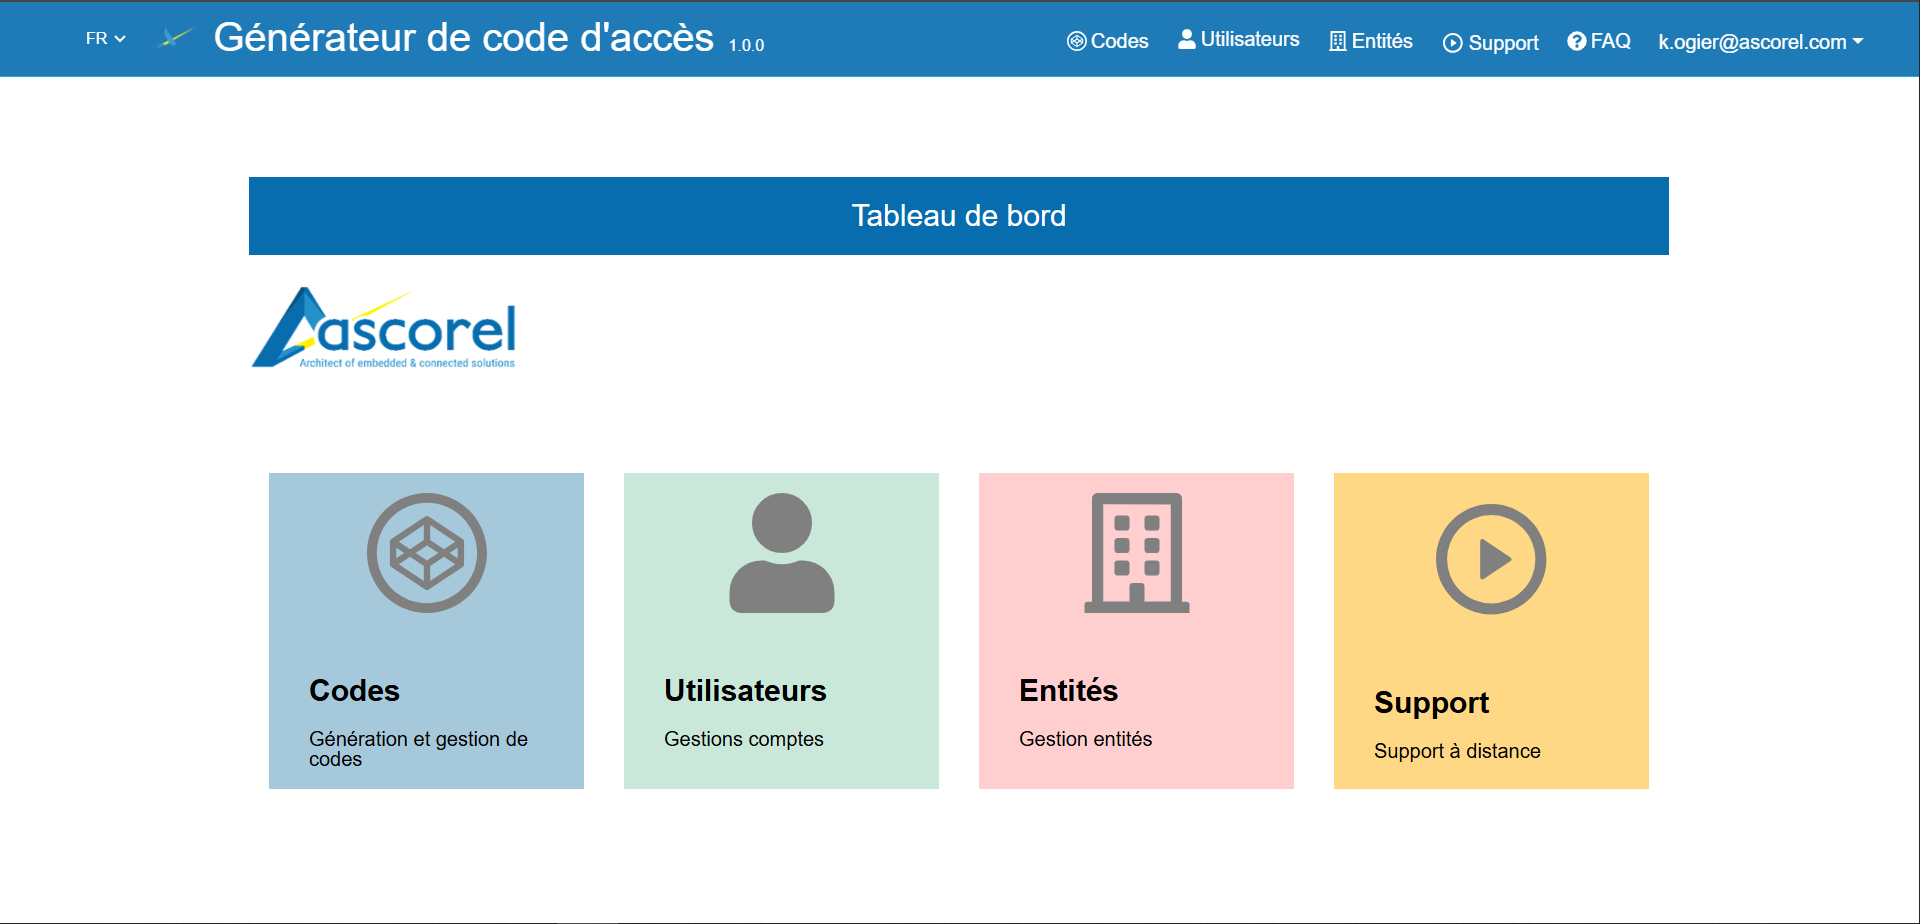 FR
Générateur de code d'accès 1.0.0
Codes
Utilisateurs
Entités
Support
FAQ
k.ogier@ascorel.com
Tableau de bord
ascorel
Architect of embedded & connected solutions
Codes
Génération et gestion de
codes
Utilisateurs
Gestions comptes
Entités
Gestion entités
Support
Support à distance